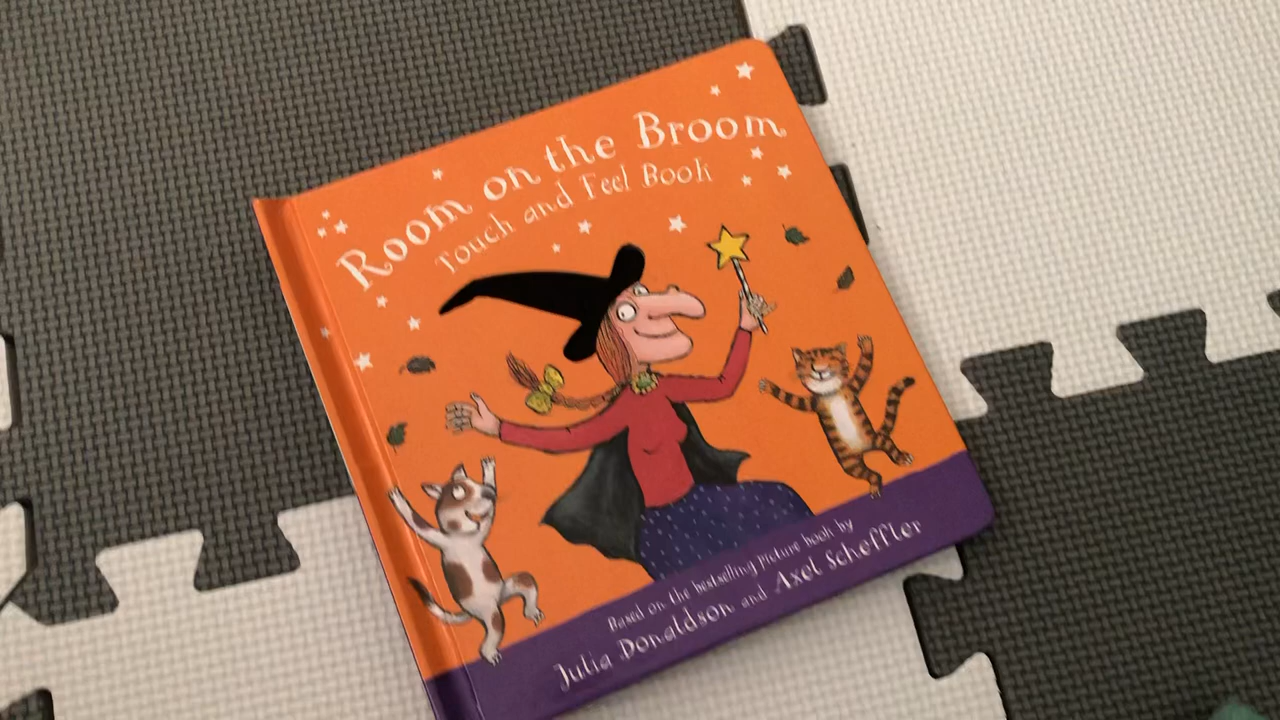 Room on the Broom
Touch and Feel Book
Based on the bestselling picture book by
Julia Donaldson and Axel Scheffler